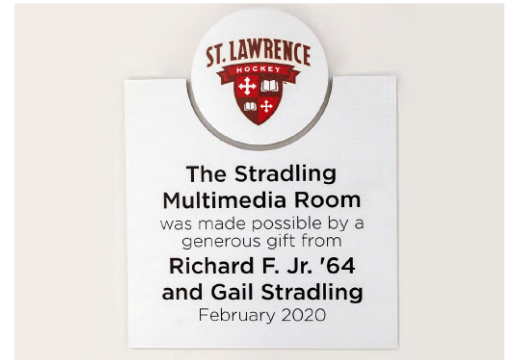 ST. LAWRENCE
HOCKEY
The Stradling
Multimedia Room
was made possible by a
generous gift from
Richard F. Jr. '64
and Gail Stradling
February 2020